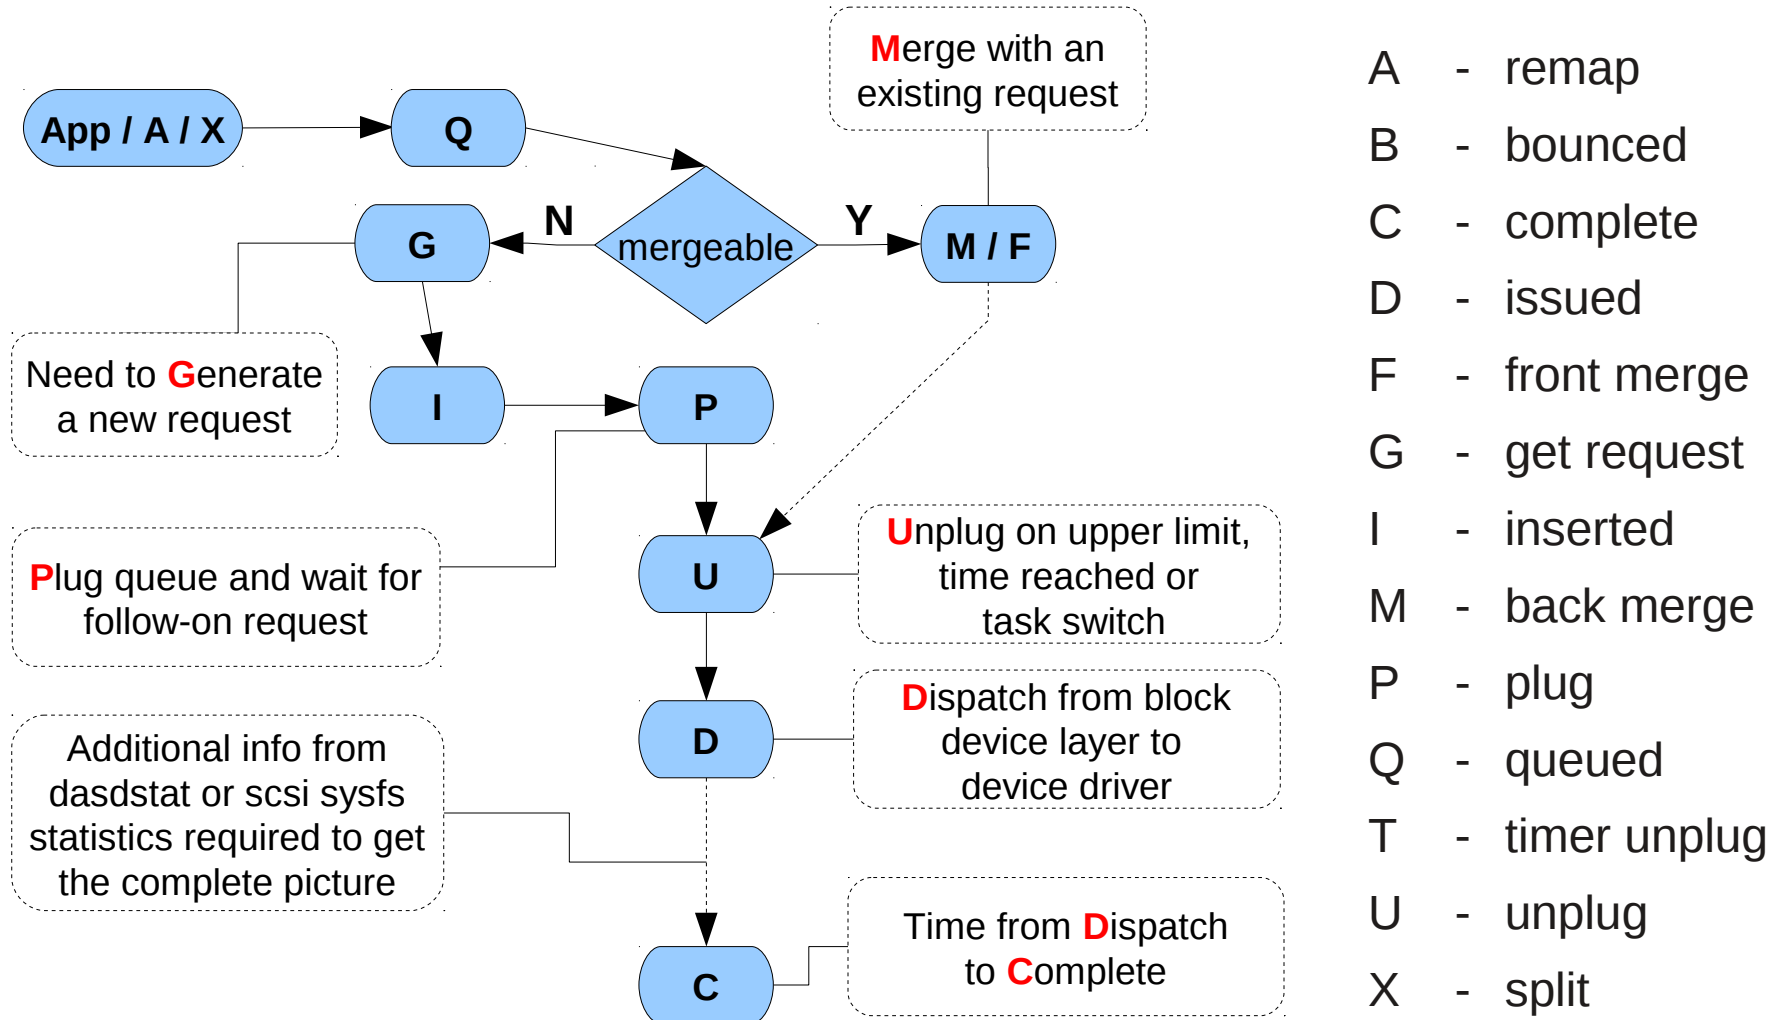 Merge with an
existing request
App / A / X
Q
N
Y
G
mergeable
M / F
Need to Generate
a new request
I
P
Plug queue and wait for
follow-on request
U
Unplug on upper limit,
time reached or
task switch
D
Dispatch from block
device layer to
device driver
Additional info from
dasdstat or scsi sysfs
statistics required to get
the complete picture
C
Time from Dispatch
to Complete
A - remap
B - bounced
C - complete
D - issued
F - front merge
G - get request
I - inserted
M - back merge
P - plug
Q - queued
T - timer unplug
U - unplug
X - split